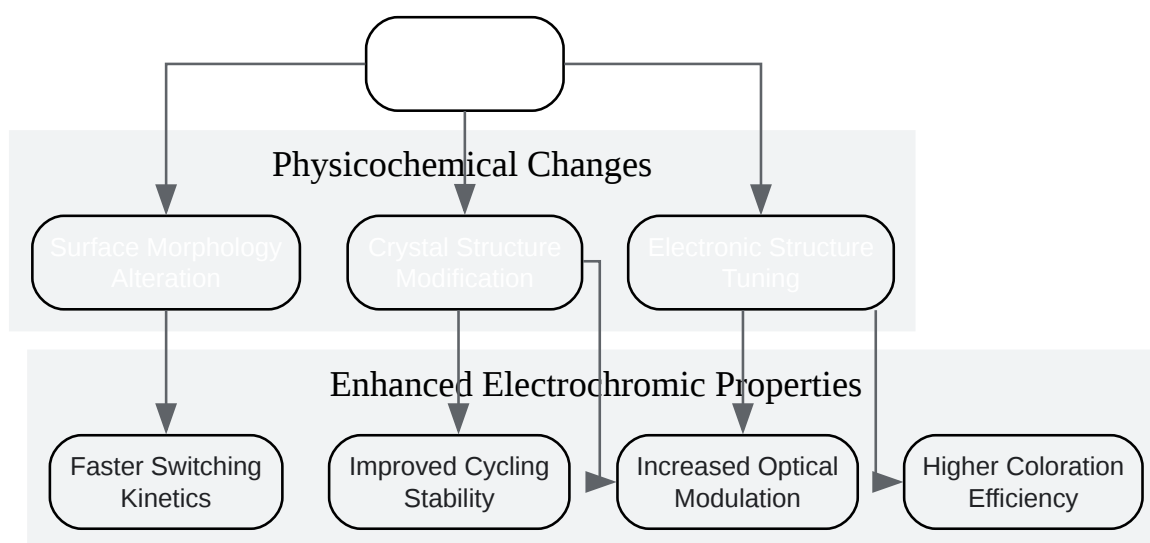 Physicochemical Changes
Surface Morphology
Alteration
Crystal Structure
Modification
Electronic Structure
Tuning
Enhanced Electrochromic Properties
Faster Switching
Kinetics
Improved Cycling
Stability
Increased Optical
Modulation
Higher Coloration
Efficiency